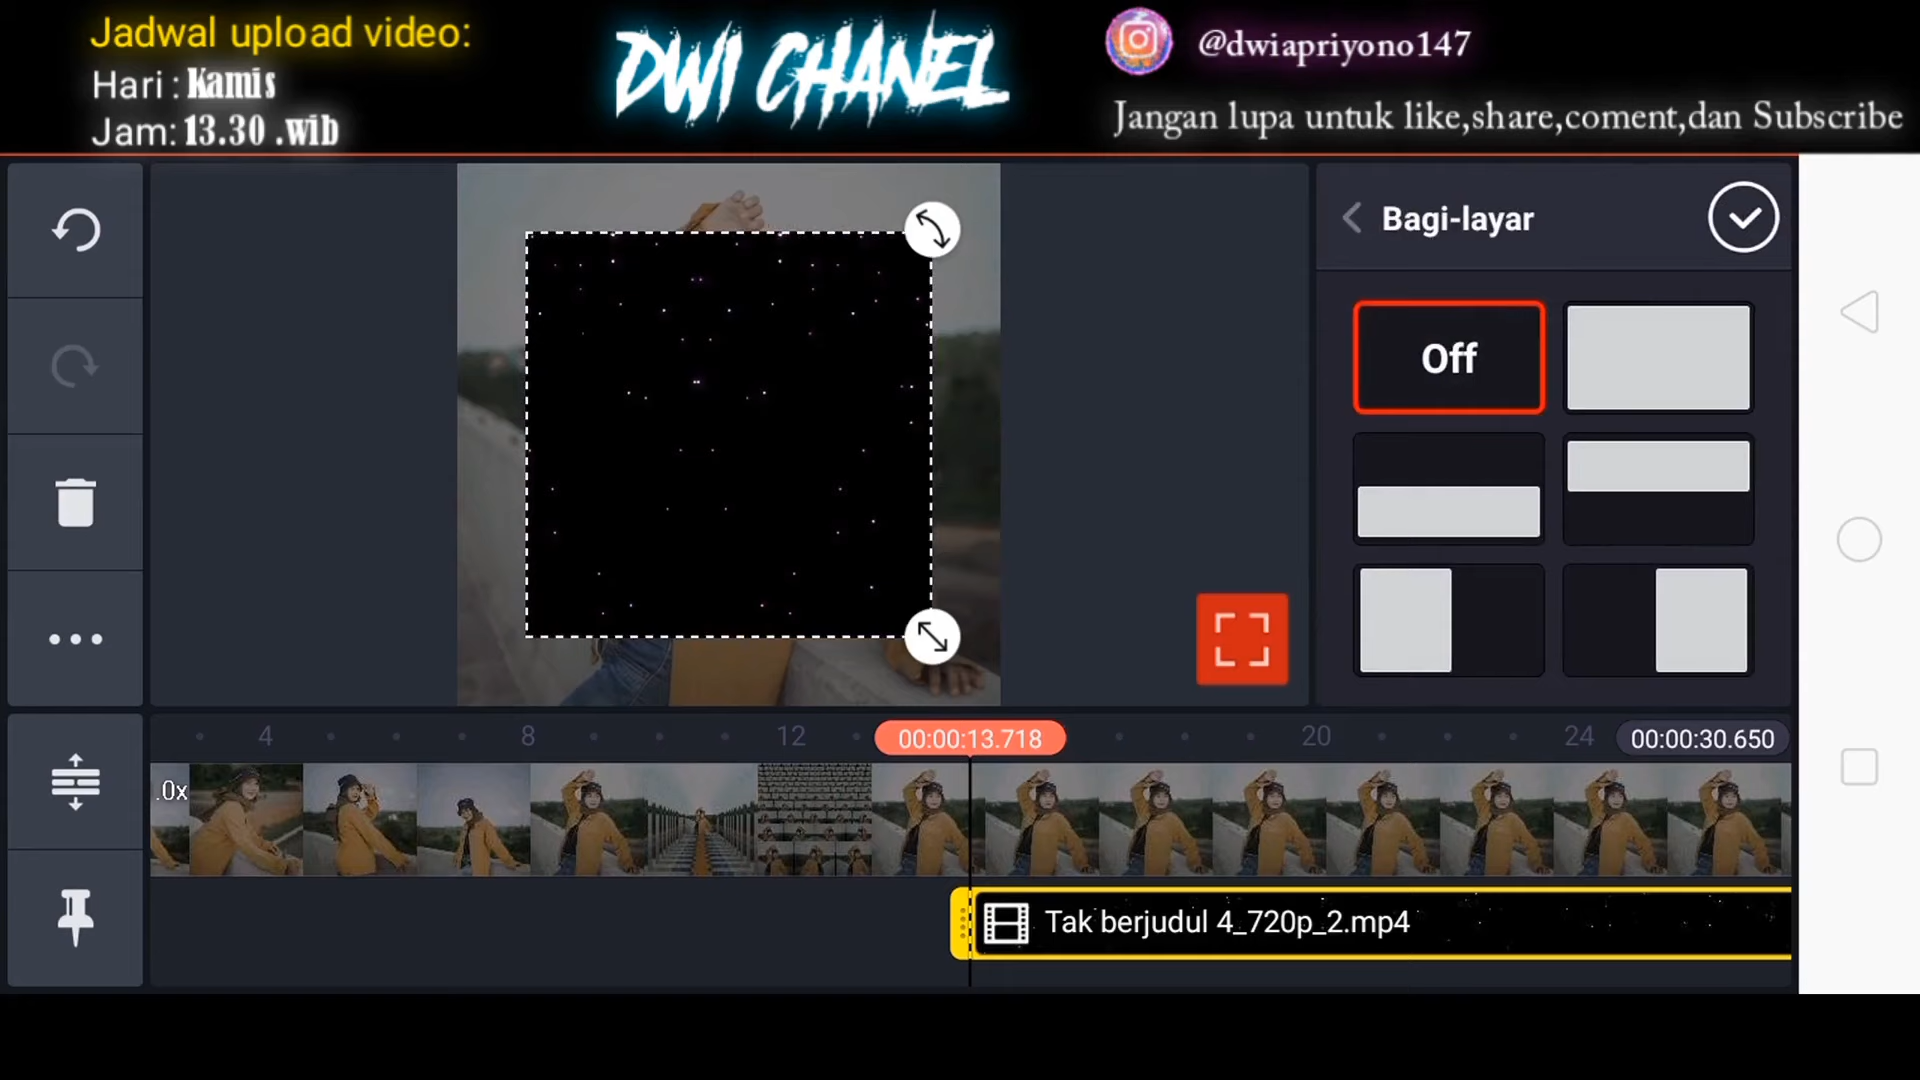 Jadwal upload video:
Hari : Kamis
Jam: 13.30 .wib
DWI CHANEL
@dwiapriyono147
Jangan lupa untuk like,share,coment,dan Subscribe
Bagi-layar
Off
4
8
12
00:00:13.718
20
24
00:00:30.650
.0x
Tak berjudul 4_720p_2.mp4